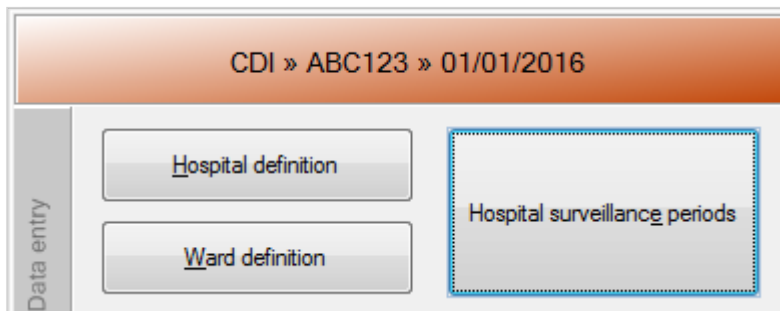 CDI » ABC123 » 01/01/2016
Data entry
Hospital definition
Ward definition
Hospital surveillance periods